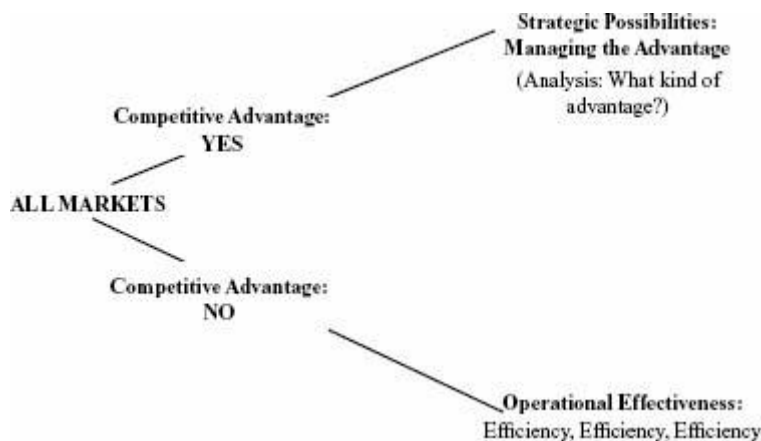 Strategic Possibilities:
Managing the Advantage
(Analysis: What kind of
advantage?)
Competitive Advantage:
YES
ALL MARKETS
Competitive Advantage:
NO
Operational Effectiveness:
Efficiency, Efficiency, Efficiency